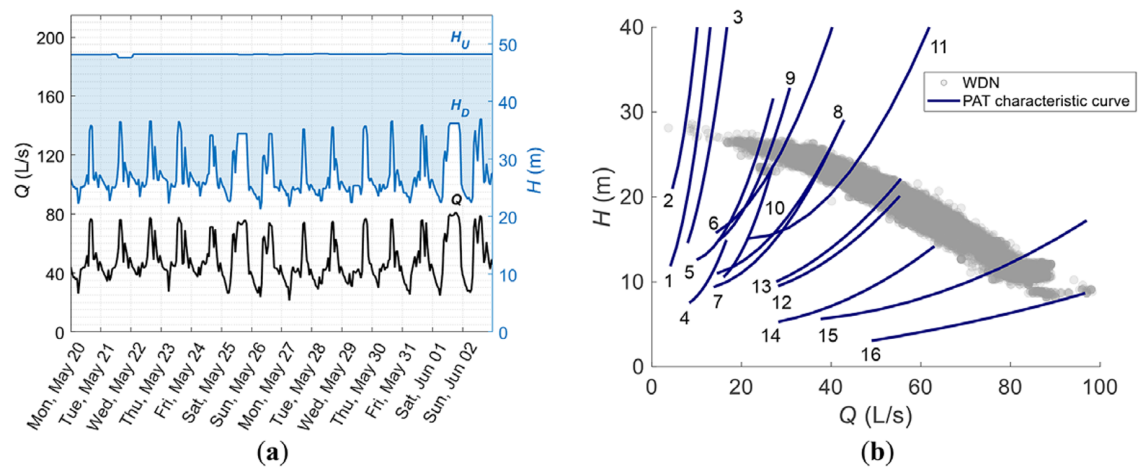 200
160
120
80
40
0
Q (L/s)
H_U
H_D
Q
50
40
30
20
10
0
H (m)
Mon, May 20
Tue, May 21
Wed, May 22
Thu, May 23
Fri, May 24
Sat, May 25
Sun, May 26
Mon, May 27
Tue, May 28
Wed, May 29
Thu, May 30
Fri, May 31
Sat, Jun 01
Sun, Jun 02
(a)
40
30
20
10
0
H (m)
3
11
9
8
2
6
10
1
5
4
7
13
12
14
15
16
WDN
PAT characteristic curve
0 20 40 60 80 100
Q (L/s)
(b)